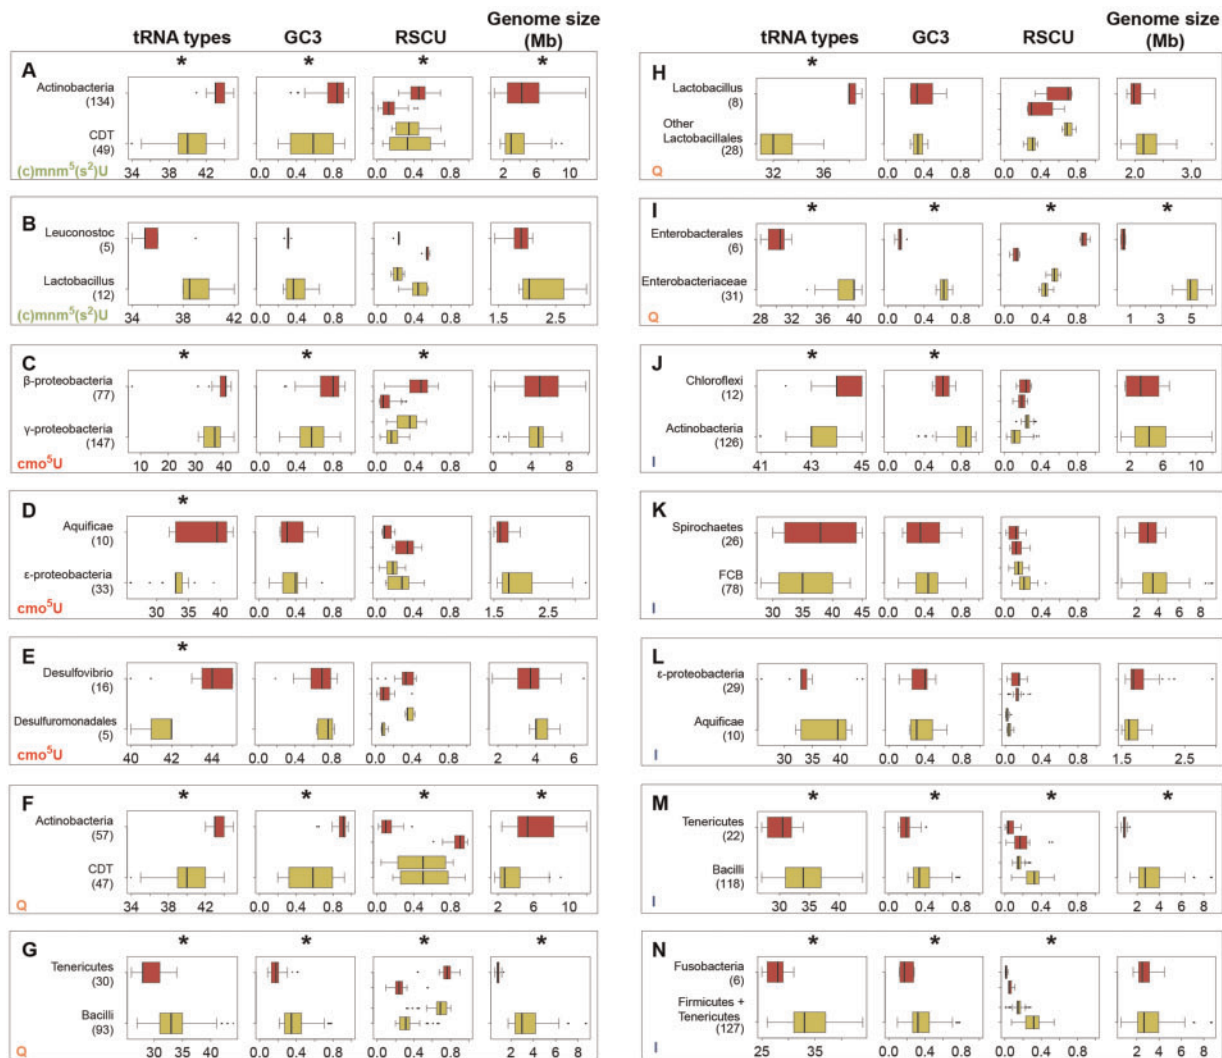 tRNA types GC3 RSCU Genome size (Mb)
A * * * *
Actinobacteria
(134)
CDT
(49)
(c)mnm⁵(s²)U
34 38 42 0.0 0.4 0.8 0.0 0.4 0.8 2 6 10
B
Leuconostoc
(5)
Lactobacillus
(12)
(c)mnm⁵(s²)U
34 38 42 0.0 0.4 0.8 0.0 0.4 0.8 1.5 2.5
C * * *
β-proteobacteria
(77)
γ-proteobacteria
(147)
cmo⁵U
10 20 30 40 0.0 0.4 0.8 0.0 0.4 0.8 0 4 8
D *
Aquificae
(10)
ε-proteobacteria
(33)
cmo⁵U
30 35 40 0.0 0.4 0.8 0.0 0.4 0.8 1.5 2.5
E *
Desulfovibrio
(16)
Desulfuromonadales
(5)
cmo⁵U
40 42 44 0.0 0.4 0.8 0.0 0.4 0.8 2 4 6
F * * * *
Actinobacteria
(57)
CDT
(47)
Q
34 38 42 0.0 0.4 0.8 0.0 0.4 0.8 2 6 10
G * * * *
Tenericutes
(30)
Bacilli
(93)
Q
30 35 40 0.0 0.4 0.8 0.0 0.4 0.8 2 4 6 8
tRNA types GC3 RSCU Genome size (Mb)
H *
Lactobacillus
(8)
Other
Lactobacillales
(28)
Q
32 36 0.0 0.4 0.8 0.0 0.4 0.8 2.0 3.0
I * * * *
Enterobacterales
(6)
Enterobacteriaceae
(31)
Q
28 32 36 40 0.0 0.4 0.8 0.0 0.4 0.8 1 3 5
J * *
Chloroflexi
(12)
Actinobacteria
(126)
I
41 43 45 0.0 0.4 0.8 0.0 0.4 0.8 2 6 10
K
Spirochaetes
(26)
FCB
(78)
I
30 35 40 45 0.0 0.4 0.8 0.0 0.4 0.8 0 2 4 6 8
L
ε-proteobacteria
(29)
Aquificae
(10)
I
30 35 40 0.0 0.4 0.8 0.0 0.4 0.8 1.5 2.5
M * * * *
Tenericutes
(22)
Bacilli
(118)
I
30 35 40 0.0 0.4 0.8 0.0 0.4 0.8 2 4 6 8
N * * *
Fusobacteria
(6)
Firmicutes +
Tenericutes
(127)
I
25 35 0.0 0.4 0.8 0.0 0.4 0.8 2 4 6 8